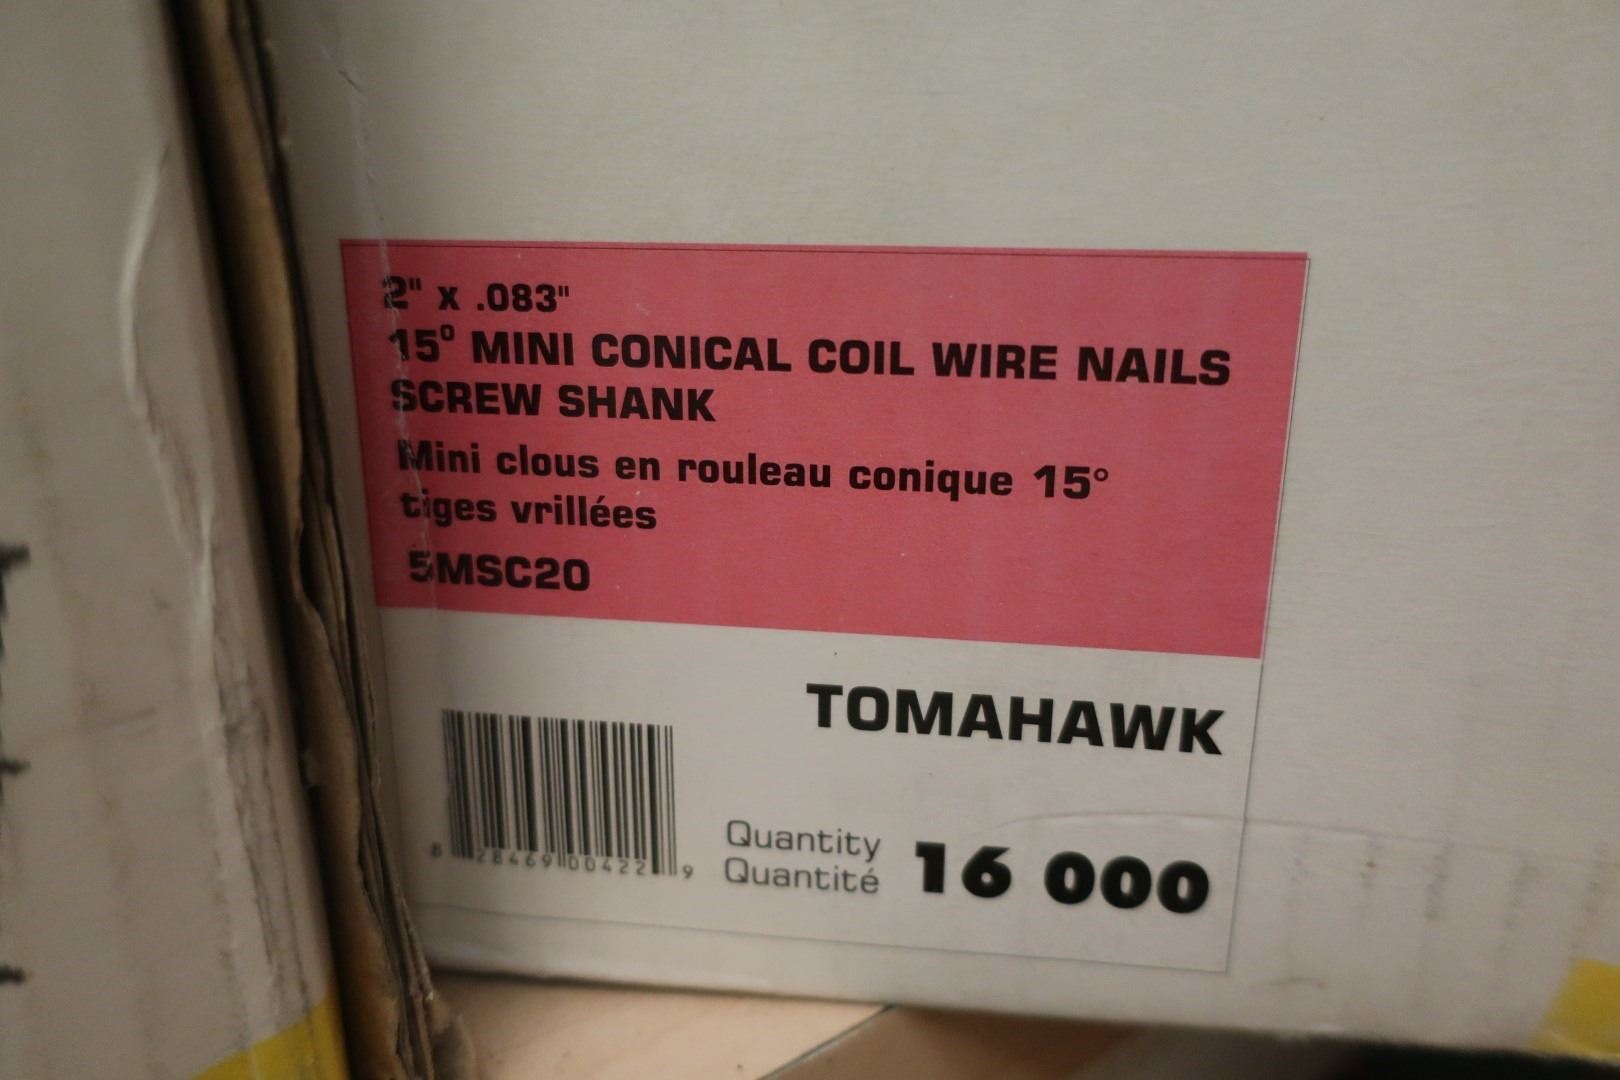 2" x .083"
15° MINI CONICAL COIL WIRE NAILS
SCREW SHANK
Mini clous en rouleau conique 15°
tiges vrillées
5MSC20
TOMAHAWK
8 28469 00422 9
Quantity
Quantité
16 000